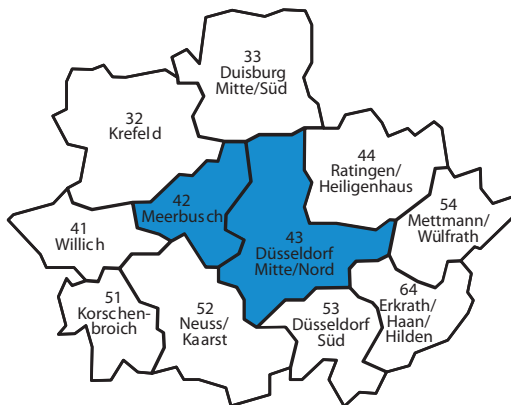 33
Duisburg
Mitte/Süd
32
Krefeld
44
Ratingen/
Heiligenhaus
42
Meerbusch
54
Mettmann/
Wülfrath
41
Willich
43
Düsseldorf
Mitte/Nord
51
Korschen-
broich
52
Neuss/
Kaarst
53
Düsseldorf
Süd
64
Erkrath/
Haan/
Hilden